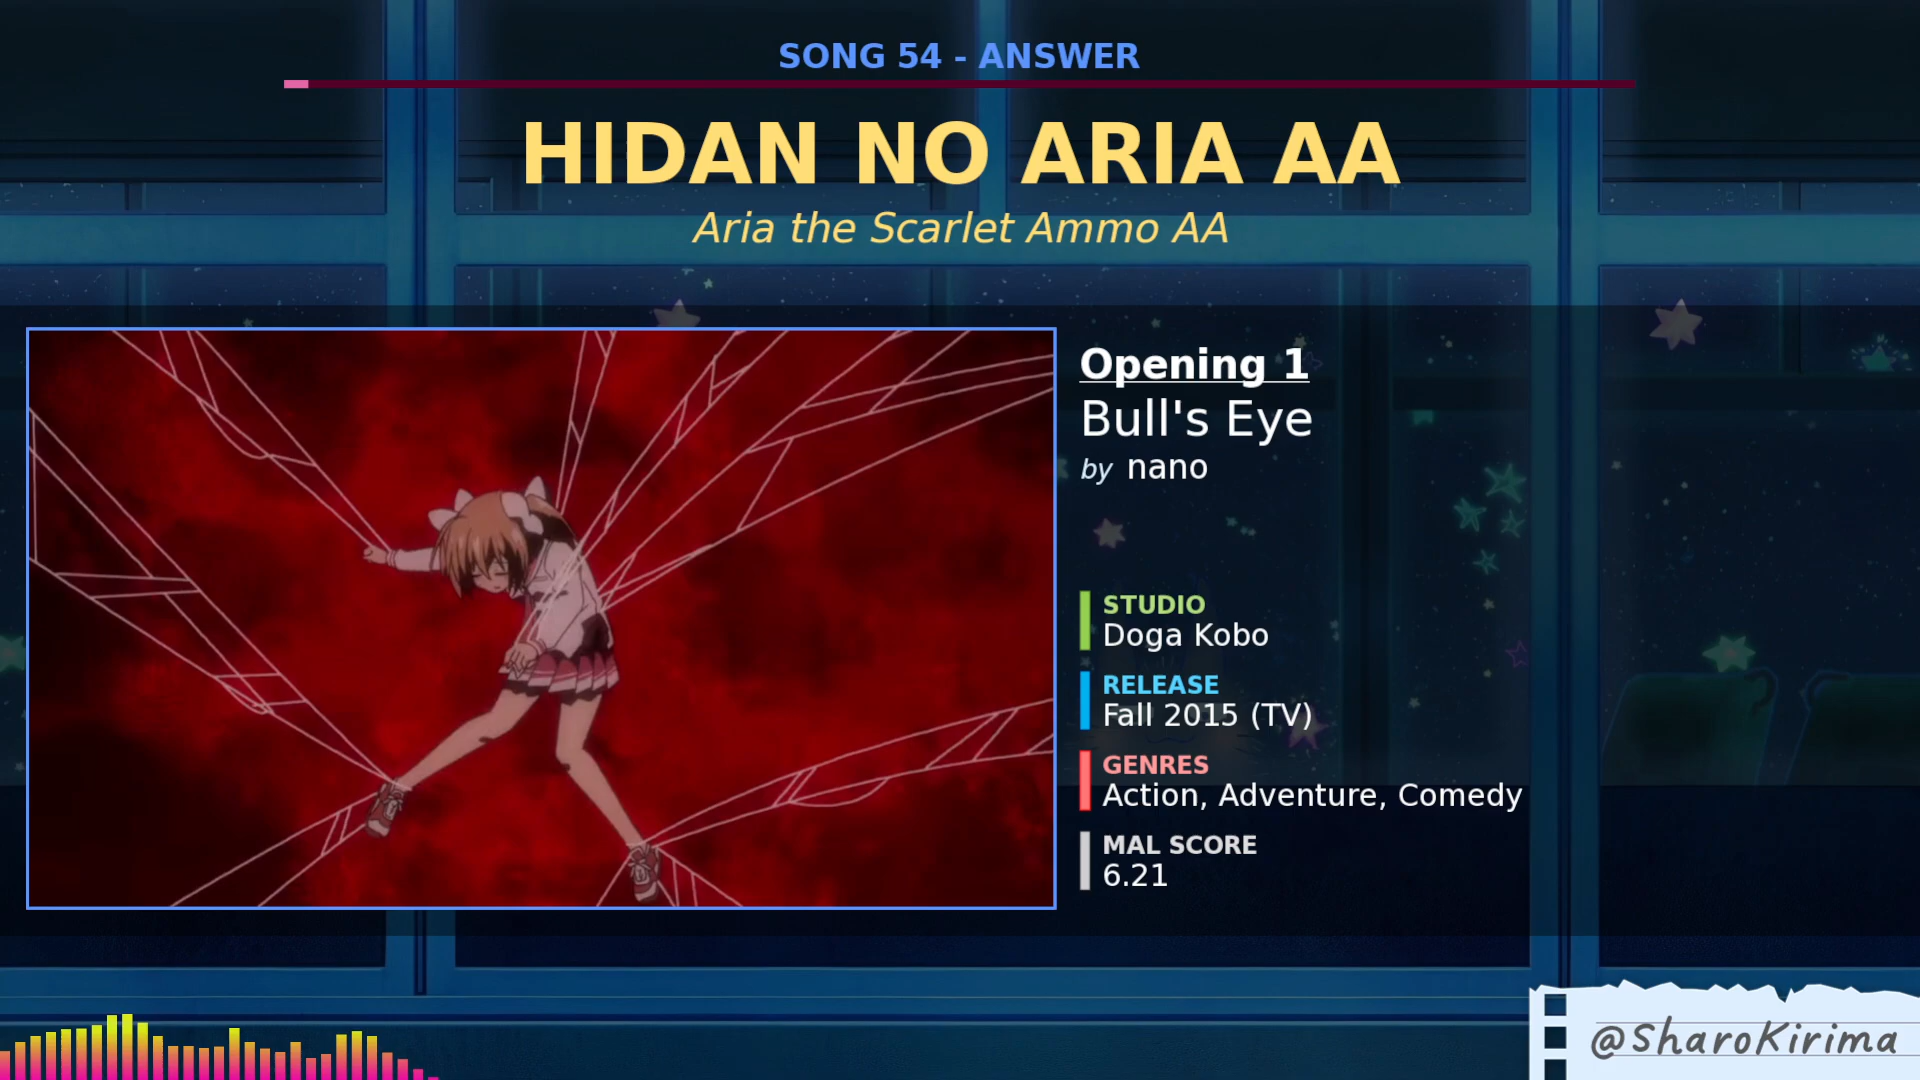 SONG 54 - ANSWER
HIDAN NO ARIA AA
Aria the Scarlet Ammo AA
Opening 1
Bull's Eye
by nano
STUDIO
Doga Kobo
RELEASE
Fall 2015 (TV)
GENRES
Action, Adventure, Comedy
MAL SCORE
6.21
@SharoKirima